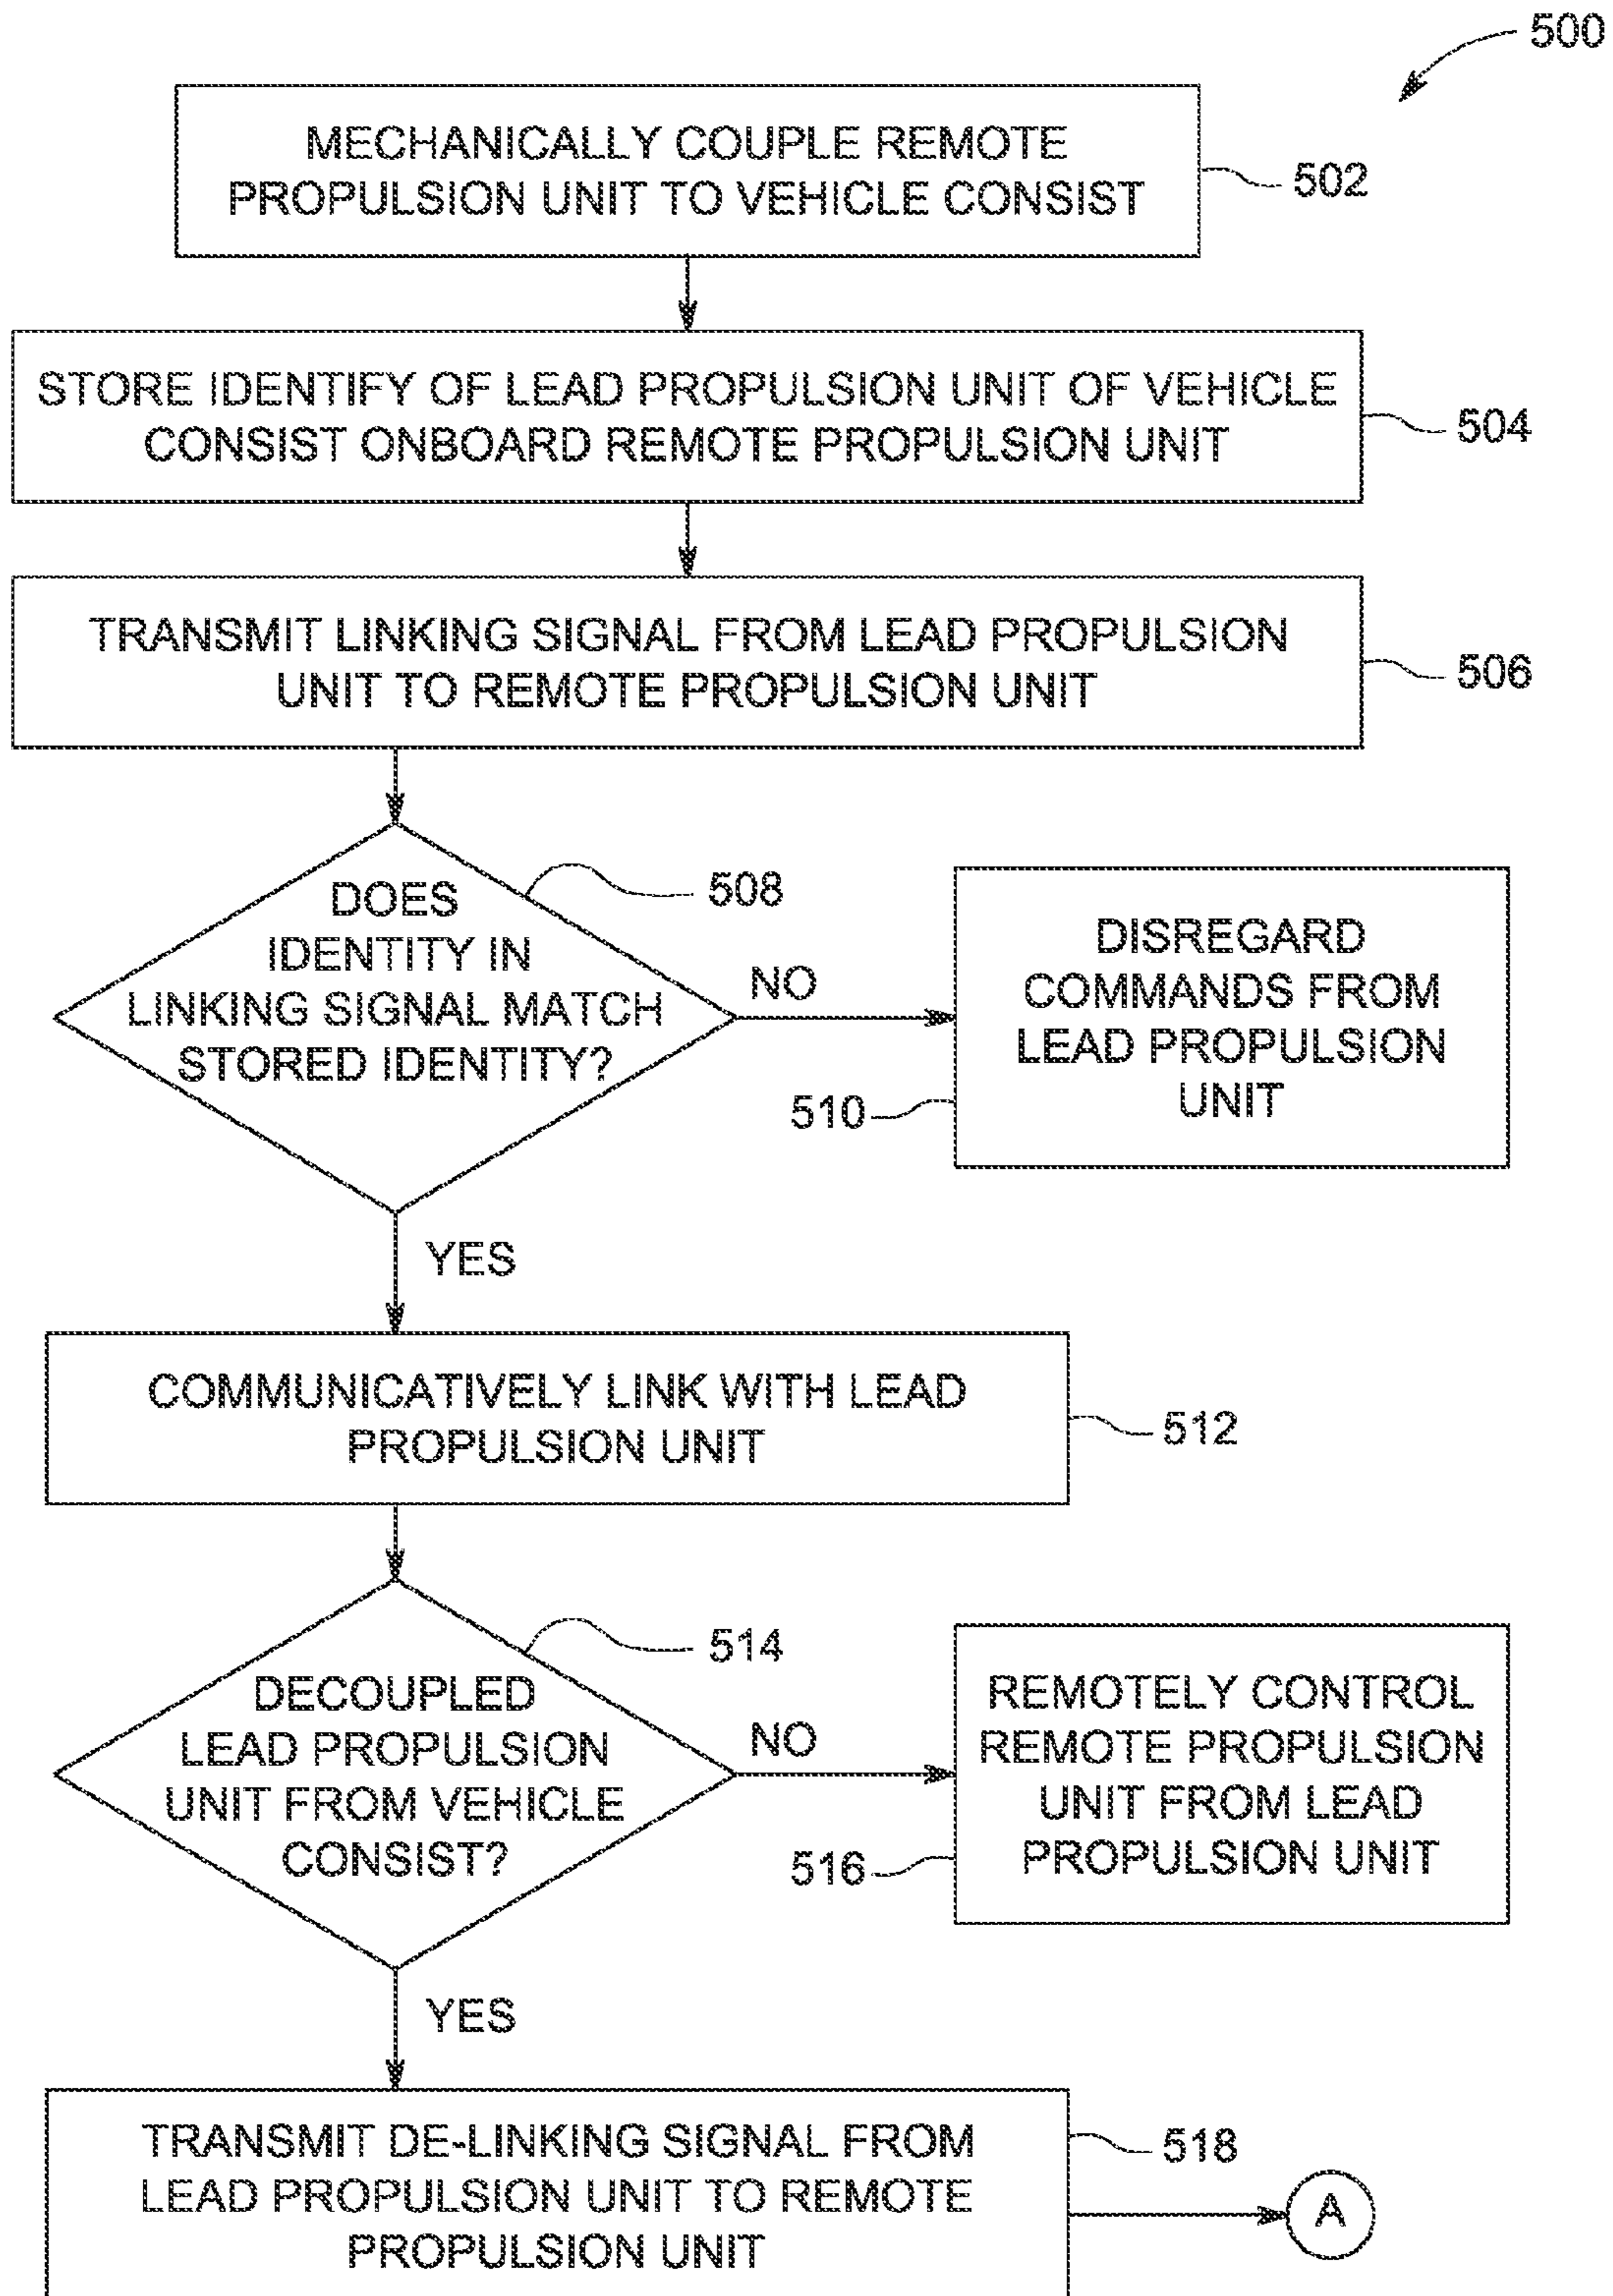 500
MECHANICALLY COUPLE REMOTE
PROPULSION UNIT TO VEHICLE CONSIST
502
STORE IDENTIFY OF LEAD PROPULSION UNIT OF VEHICLE
CONSIST ONBOARD REMOTE PROPULSION UNIT
504
TRANSMIT LINKING SIGNAL FROM LEAD PROPULSION
UNIT TO REMOTE PROPULSION UNIT
506
DOES
IDENTITY IN
LINKING SIGNAL MATCH
STORED IDENTITY?
508
NO
DISREGARD
COMMANDS FROM
LEAD PROPULSION
UNIT
510
YES
COMMUNICATIVELY LINK WITH LEAD
PROPULSION UNIT
512
DECOUPLED
LEAD PROPULSION
UNIT FROM VEHICLE
CONSIST?
514
NO
REMOTELY CONTROL
REMOTE PROPULSION
UNIT FROM LEAD
PROPULSION UNIT
516
YES
TRANSMIT DE-LINKING SIGNAL FROM
LEAD PROPULSION UNIT TO REMOTE
PROPULSION UNIT
518
A